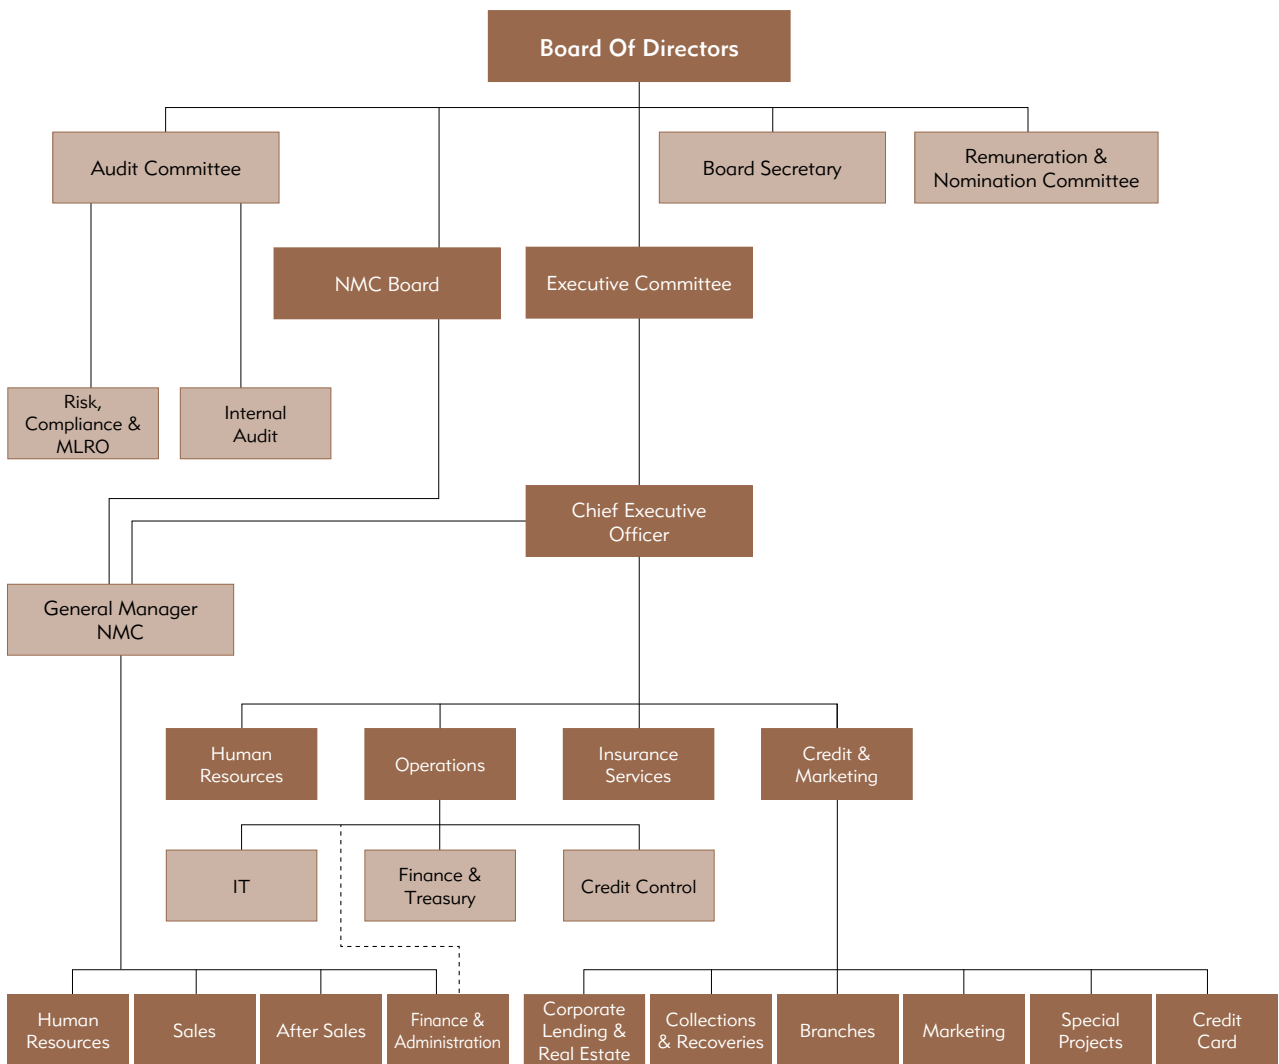 Board Of Directors
Audit Committee
Board Secretary
Remuneration &
Nomination Committee
NMC Board
Executive Committee
Risk,
Compliance &
MLRO
Internal
Audit
Chief Executive
Officer
General Manager
NMC
Human
Resources
Operations
Insurance
Services
Credit &
Marketing
IT
Finance &
Treasury
Credit Control
Human
Resources
Sales
After Sales
Finance &
Administration
Corporate
Lending &
Real Estate
Collections
& Recoveries
Branches
Marketing
Special
Projects
Credit
Card